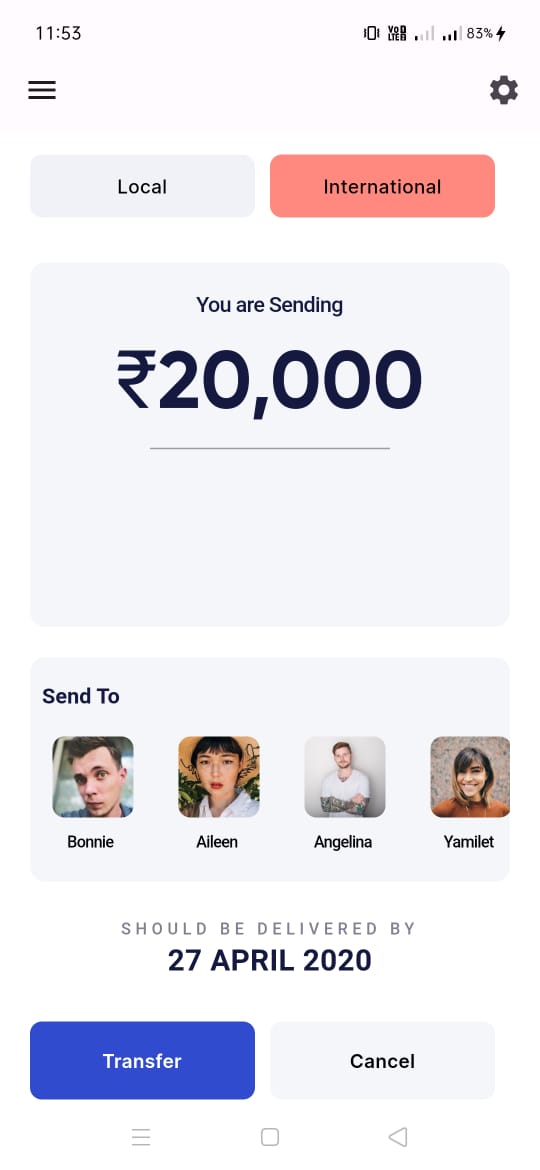 11:53 Vo LTE 83%
Local International
You are Sending
₹20,000
Send To
Bonnie Aileen Angelina Yamilet
SHOULD BE DELIVERED BY
27 APRIL 2020
Transfer Cancel